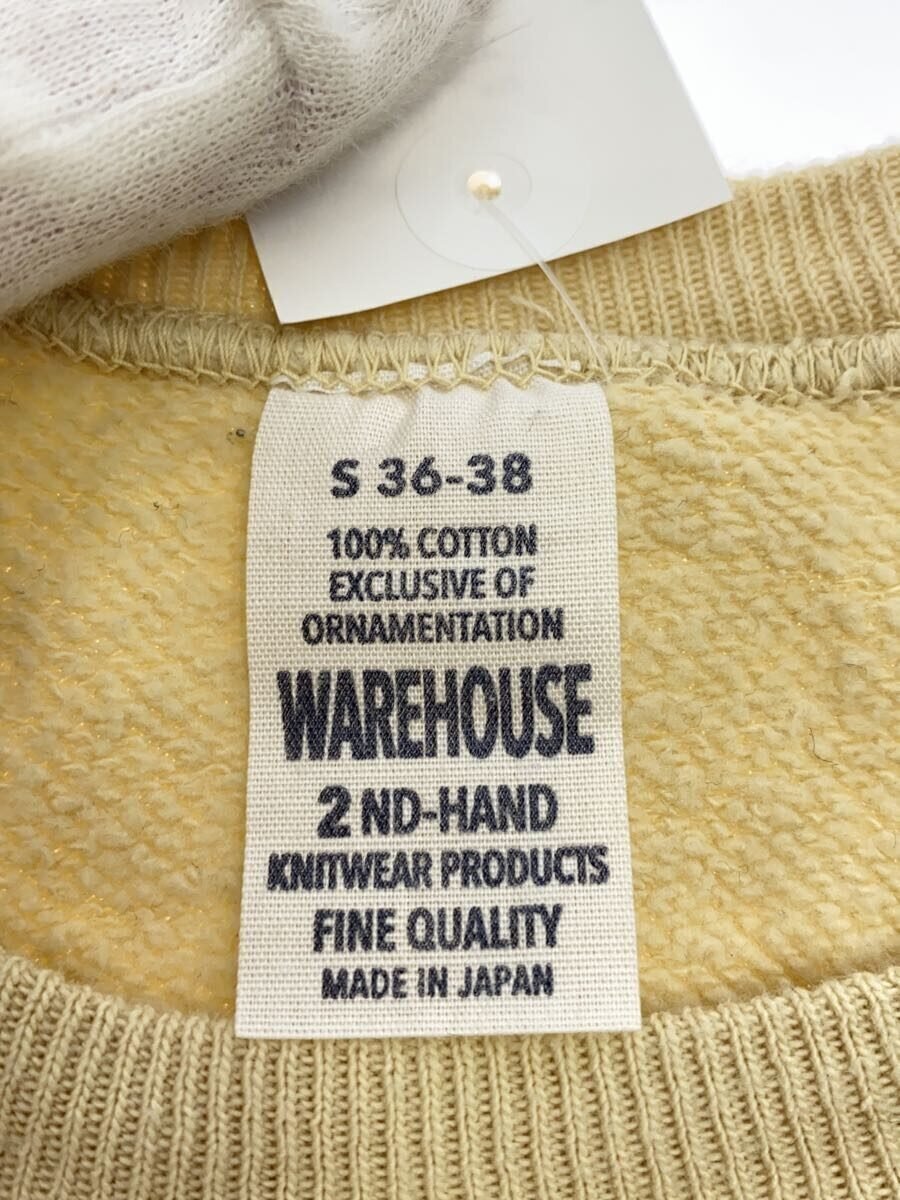 S 36-38
100% COTTON
EXCLUSIVE OF
ORNAMENTATION
WAREHOUSE
2 ND-HAND
KNITWEAR PRODUCTS
FINE QUALITY
MADE IN JAPAN